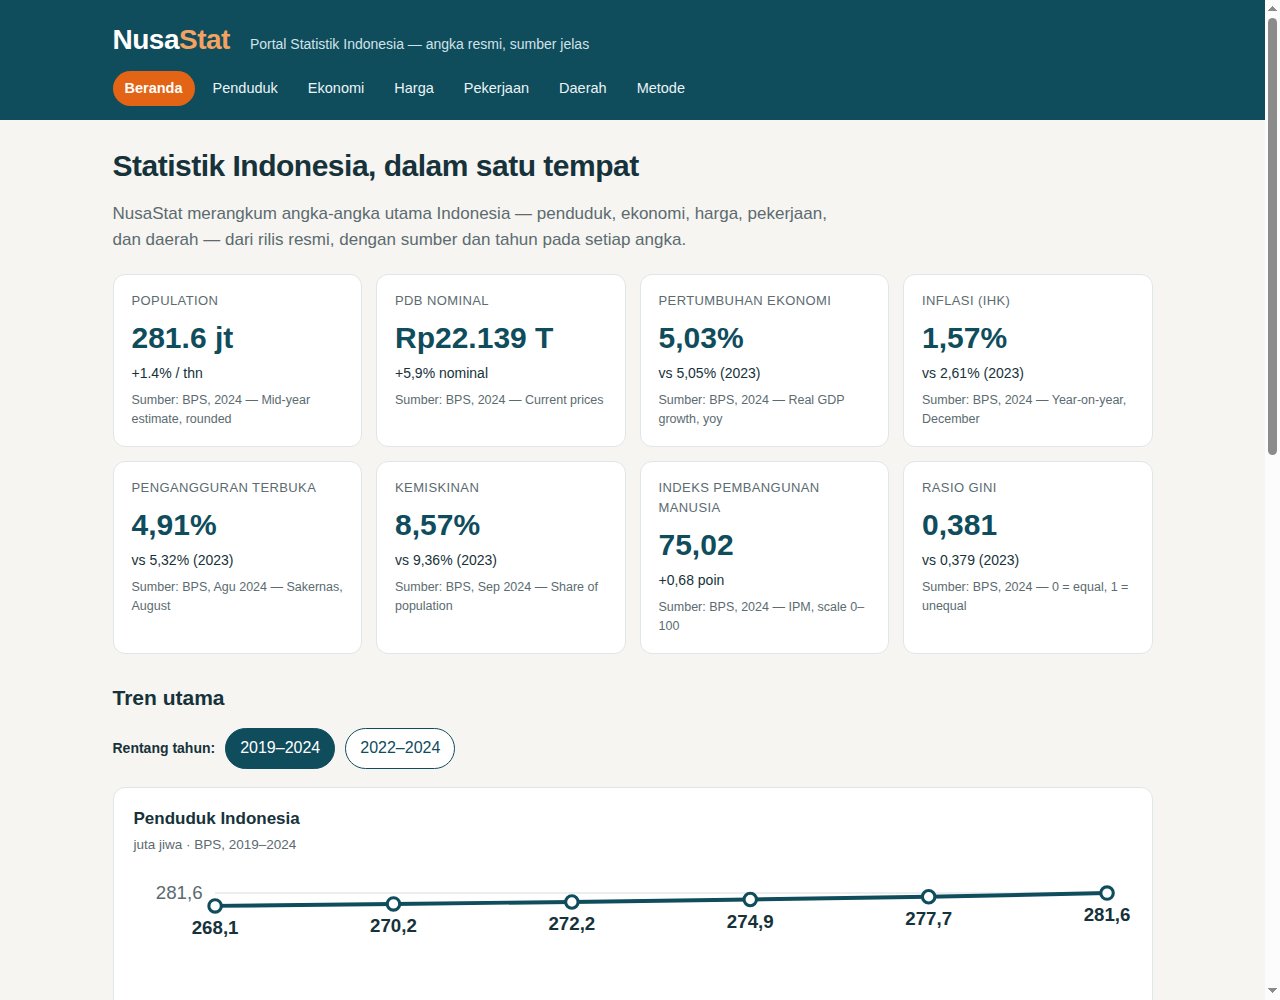 NusaStat
Portal Statistik Indonesia — angka resmi, sumber jelas
Beranda Penduduk Ekonomi Harga Pekerjaan Daerah Metode
Statistik Indonesia, dalam satu tempat
NusaStat merangkum angka-angka utama Indonesia — penduduk, ekonomi, harga, pekerjaan,
dan daerah — dari rilis resmi, dengan sumber dan tahun pada setiap angka.
POPULATION
281.6 jt
+1.4% / thn
Sumber: BPS, 2024 — Mid-year
estimate, rounded
PDB NOMINAL
Rp22.139 T
+5,9% nominal
Sumber: BPS, 2024 — Current prices
PERTUMBUHAN EKONOMI
5,03%
vs 5,05% (2023)
Sumber: BPS, 2024 — Real GDP
growth, yoy
INFLASI (IHK)
1,57%
vs 2,61% (2023)
Sumber: BPS, 2024 — Year-on-year,
December
PENGANGGURAN TERBUKA
4,91%
vs 5,32% (2023)
Sumber: BPS, Agu 2024 — Sakernas,
August
KEMISKINAN
8,57%
vs 9,36% (2023)
Sumber: BPS, Sep 2024 — Share of
population
INDEKS PEMBANGUNAN
MANUSIA
75,02
+0,68 poin
Sumber: BPS, 2024 — IPM, scale 0–
100
RASIO GINI
0,381
vs 0,379 (2023)
Sumber: BPS, 2024 — 0 = equal, 1 =
unequal
Tren utama
Rentang tahun: 2019–2024 2022–2024
Penduduk Indonesia
juta jiwa · BPS, 2019–2024
281,6
268,1 270,2 272,2 274,9 277,7 281,6